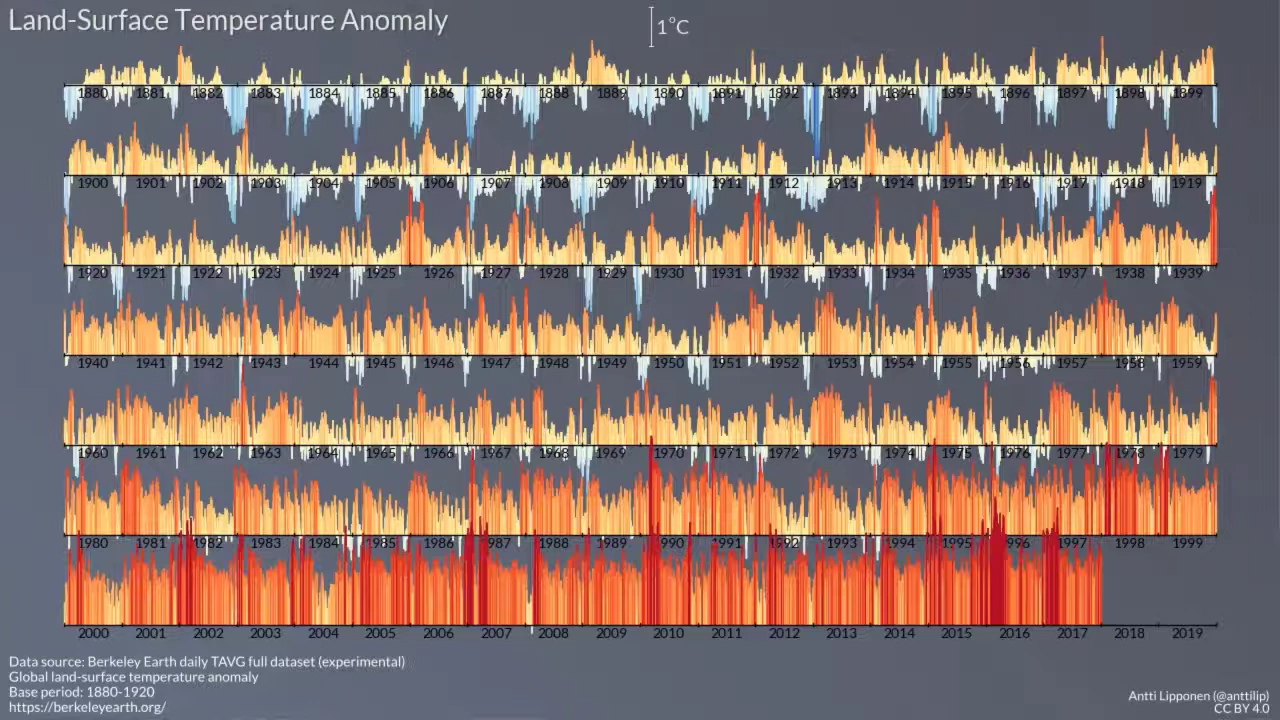 Land-Surface Temperature Anomaly
1°C
1880 1881 1882 1883 1884 1885 1886 1887 1888 1889 1890 1891 1892 1893 1894 1895 1896 1897 1898 1899
1900 1901 1902 1903 1904 1905 1906 1907 1908 1909 1910 1911 1912 1913 1914 1915 1916 1917 1918 1919
1920 1921 1922 1923 1924 1925 1926 1927 1928 1929 1930 1931 1932 1933 1934 1935 1936 1937 1938 1939
1940 1941 1942 1943 1944 1945 1946 1947 1948 1949 1950 1951 1952 1953 1954 1955 1956 1957 1958 1959
1960 1961 1962 1963 1964 1965 1966 1967 1968 1969 1970 1971 1972 1973 1974 1975 1976 1977 1978 1979
1980 1981 1982 1983 1984 1985 1986 1987 1988 1989 1990 1991 1992 1993 1994 1995 1996 1997 1998 1999
2000 2001 2002 2003 2004 2005 2006 2007 2008 2009 2010 2011 2012 2013 2014 2015 2016 2017 2018 2019
Data source: Berkeley Earth daily TAVG full dataset (experimental)
Global land-surface temperature anomaly
Base period: 1880-1920
https://berkeleyearth.org/
Antti Lipponen (@anttilip)
CC BY 4.0